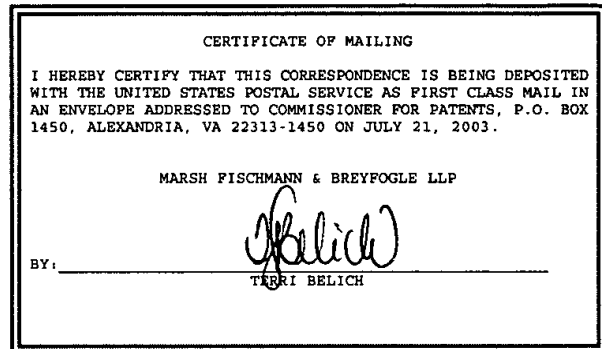 CERTIFICATE OF MAILING
I HEREBY CERTIFY THAT THIS CORRESPONDENCE IS BEING DEPOSITED
WITH THE UNITED STATES POSTAL SERVICE AS FIRST CLASS MAIL IN
AN ENVELOPE ADDRESSED TO COMMISSIONER FOR PATENTS, P.O. BOX
1450, ALEXANDRIA, VA 22313-1450 ON JULY 21, 2003.
MARSH FISCHMANN & BREYFOGLE LLP
BY:
TERRI BELICH